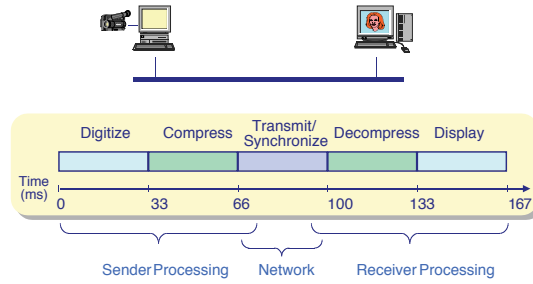 Digitize Compress Transmit/ Synchronize Decompress Display
Time (ms)
0 33 66 100 133 167
Sender Processing Network Receiver Processing